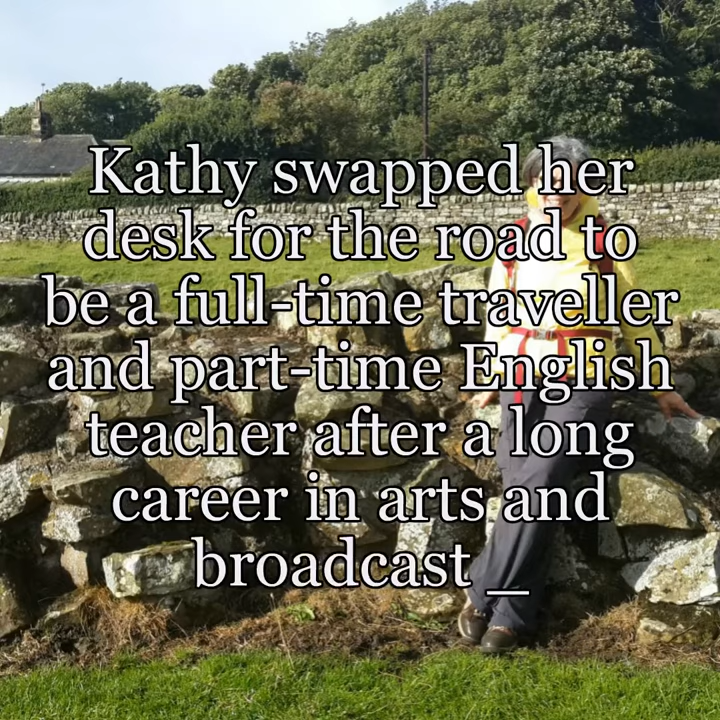 Kathy swapped her
desk for the road to
be a full-time traveller
and part-time English
teacher after a long
career in arts and
broadcast _